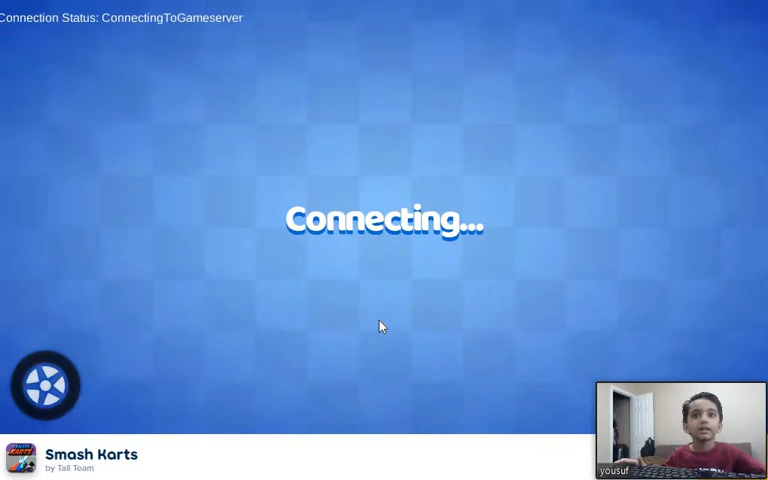 Connection Status: ConnectingToGameserver
Connecting...
Smash Karts
by Tall Team
yousuf